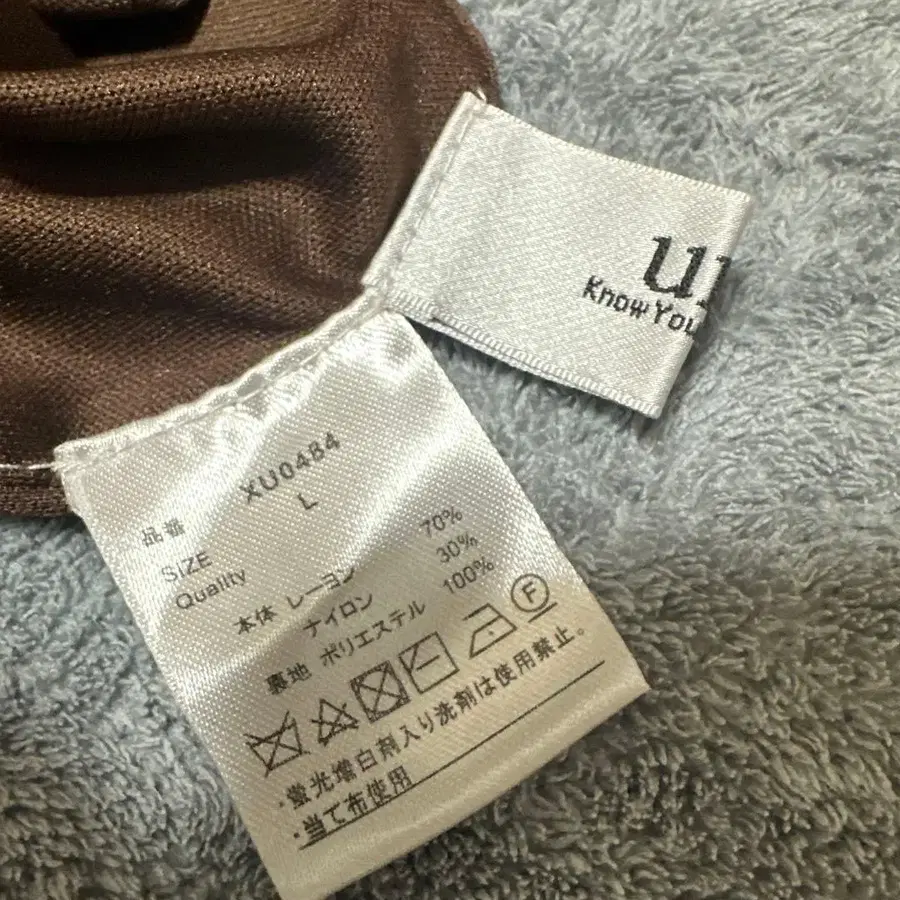 Know You
品番 XU0484
SIZE L
Quality
本体 レーヨン 70%
ナイロン 30%
裏地 ポリエステル 100%
F
・蛍光増白剤入り洗剤は使用禁止。
・当て布使用